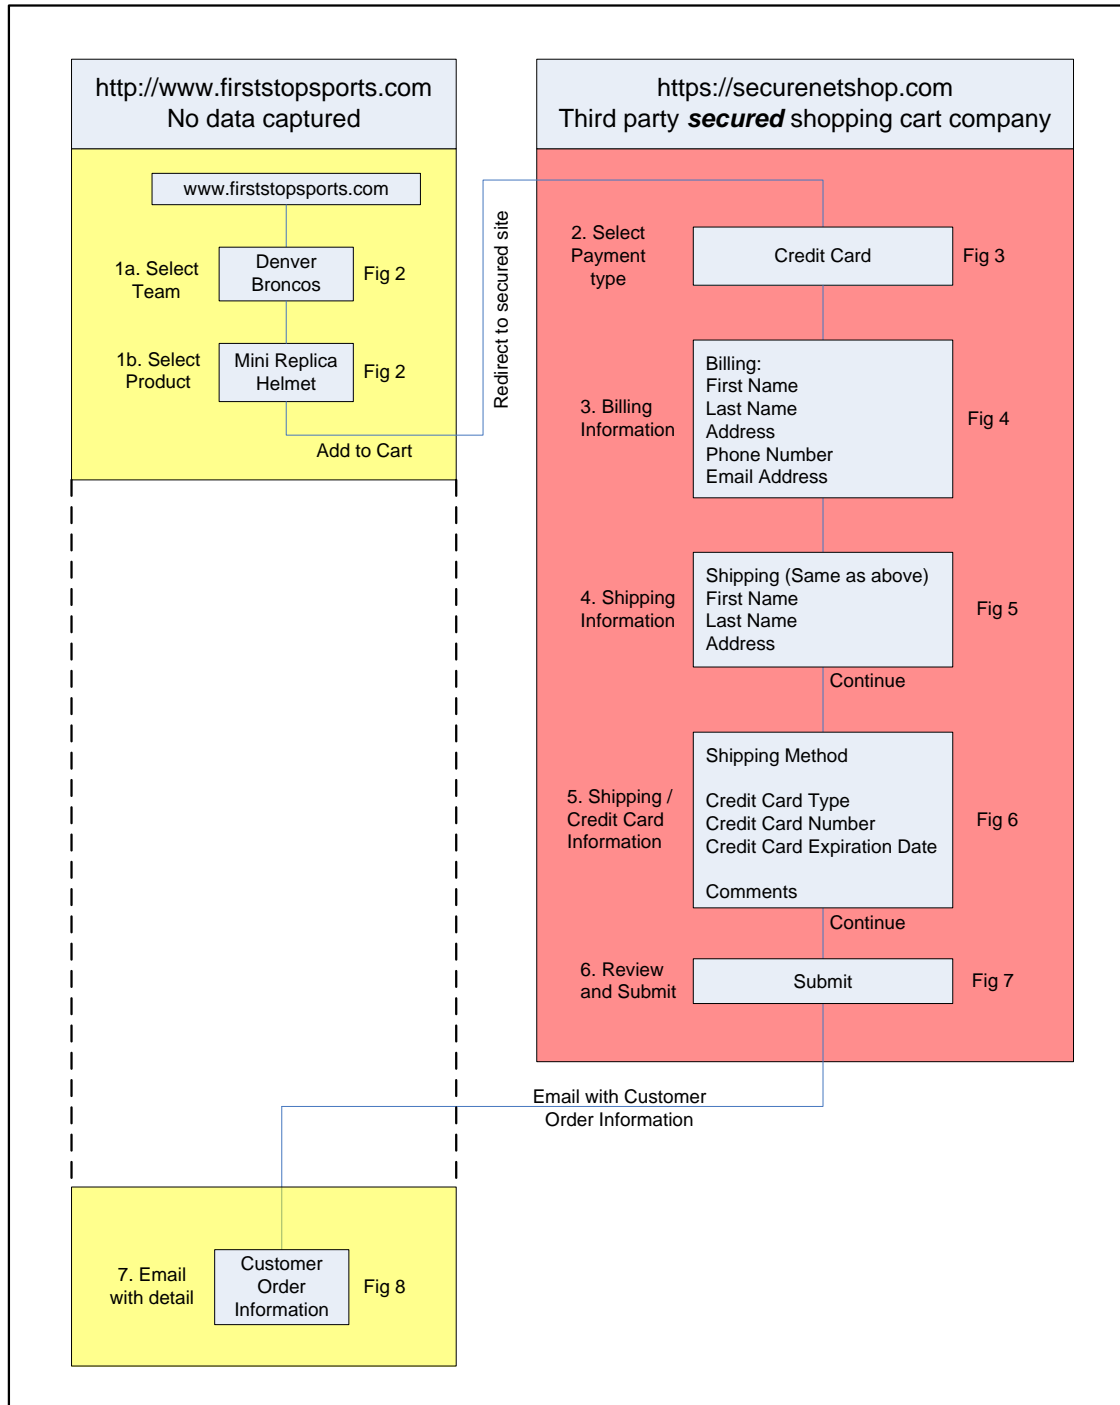 http://www.firststopsports.com
No data captured
www.firststopsports.com
1a. Select
Team
Denver
Broncos
Fig 2
1b. Select
Product
Mini Replica
Helmet
Fig 2
Add to Cart
Redirect to secured site
https://securenetshop.com
Third party secured shopping cart company
2. Select
Payment
type
Credit Card
Fig 3
3. Billing
Information
Billing:
First Name
Last Name
Address
Phone Number
Email Address
Fig 4
4. Shipping
Information
Shipping (Same as above)
First Name
Last Name
Address
Fig 5
Continue
5. Shipping /
Credit Card
Information
Shipping Method
Credit Card Type
Credit Card Number
Credit Card Expiration Date
Comments
Fig 6
Continue
6. Review
and Submit
Submit
Fig 7
Email with Customer
Order Information
7. Email
with detail
Customer
Order
Information
Fig 8